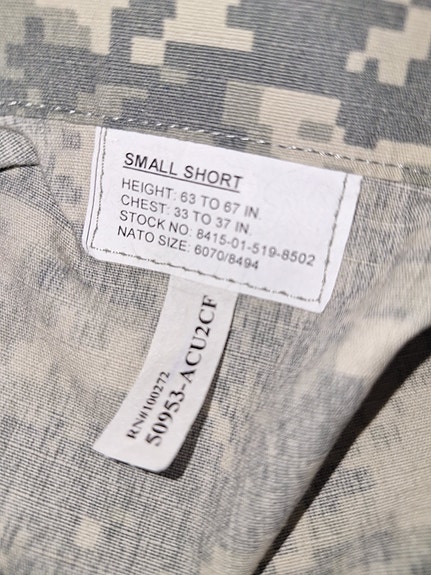 SMALL SHORT
HEIGHT: 63 TO 67 IN.
CHEST: 33 TO 37 IN.
STOCK NO: 8415-01-519-8502
NATO SIZE: 6070/8494
RN#100272
50953-ACU2CF